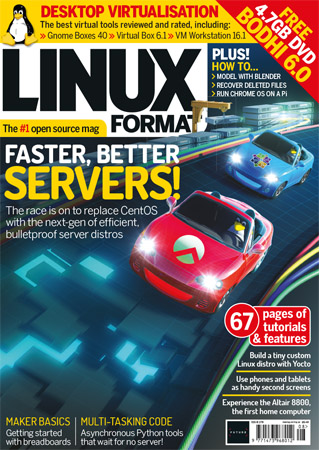 DESKTOP VIRTUALISATION
The best virtual tools reviewed and rated, including:
» Gnome Boxes 40 » Virtual Box 6.1 » VM Workstation 16.1
FREE
4.7GB DVD
BODHI 6.0
LINUX
FORMAT
The #1 open source mag
PLUS!
HOW TO...
» MODEL WITH BLENDER
» RECOVER DELETED FILES
» RUN CHROME OS ON A Pi
FASTER, BETTER
SERVERS!
The race is on to replace CentOS
with the next-gen of efficient,
bulletproof server distros
67 pages of
tutorials
& features
Build a tiny custom
Linux distro with Yocto
Use phones and tablets
as handy second screens
Experience the Altair 8800,
the first home computer
MAKER BASICS
Getting started
with breadboards
MULTI-TASKING CODE
Asynchronous Python tools
that wait for no server!
FUTURE
9 771473 968012
08